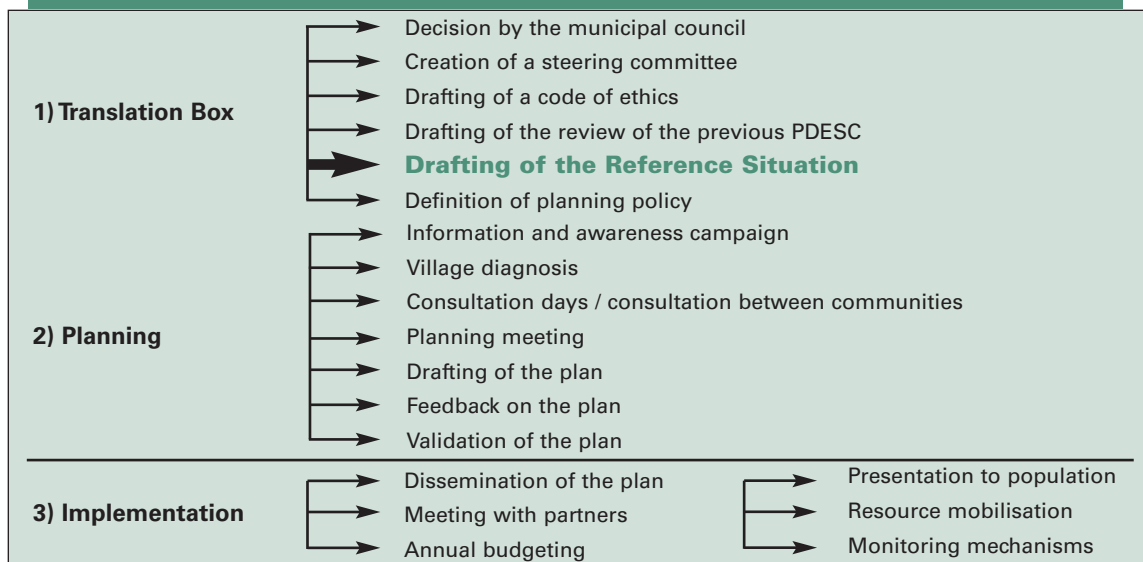 1) Translation Box
Decision by the municipal council
Creation of a steering committee
Drafting of a code of ethics
Drafting of the review of the previous PDESC
Drafting of the Reference Situation
Definition of planning policy
2) Planning
Information and awareness campaign
Village diagnosis
Consultation days / consultation between communities
Planning meeting
Drafting of the plan
Feedback on the plan
Validation of the plan
3) Implementation
Dissemination of the plan
Meeting with partners
Annual budgeting
Presentation to population
Resource mobilisation
Monitoring mechanisms